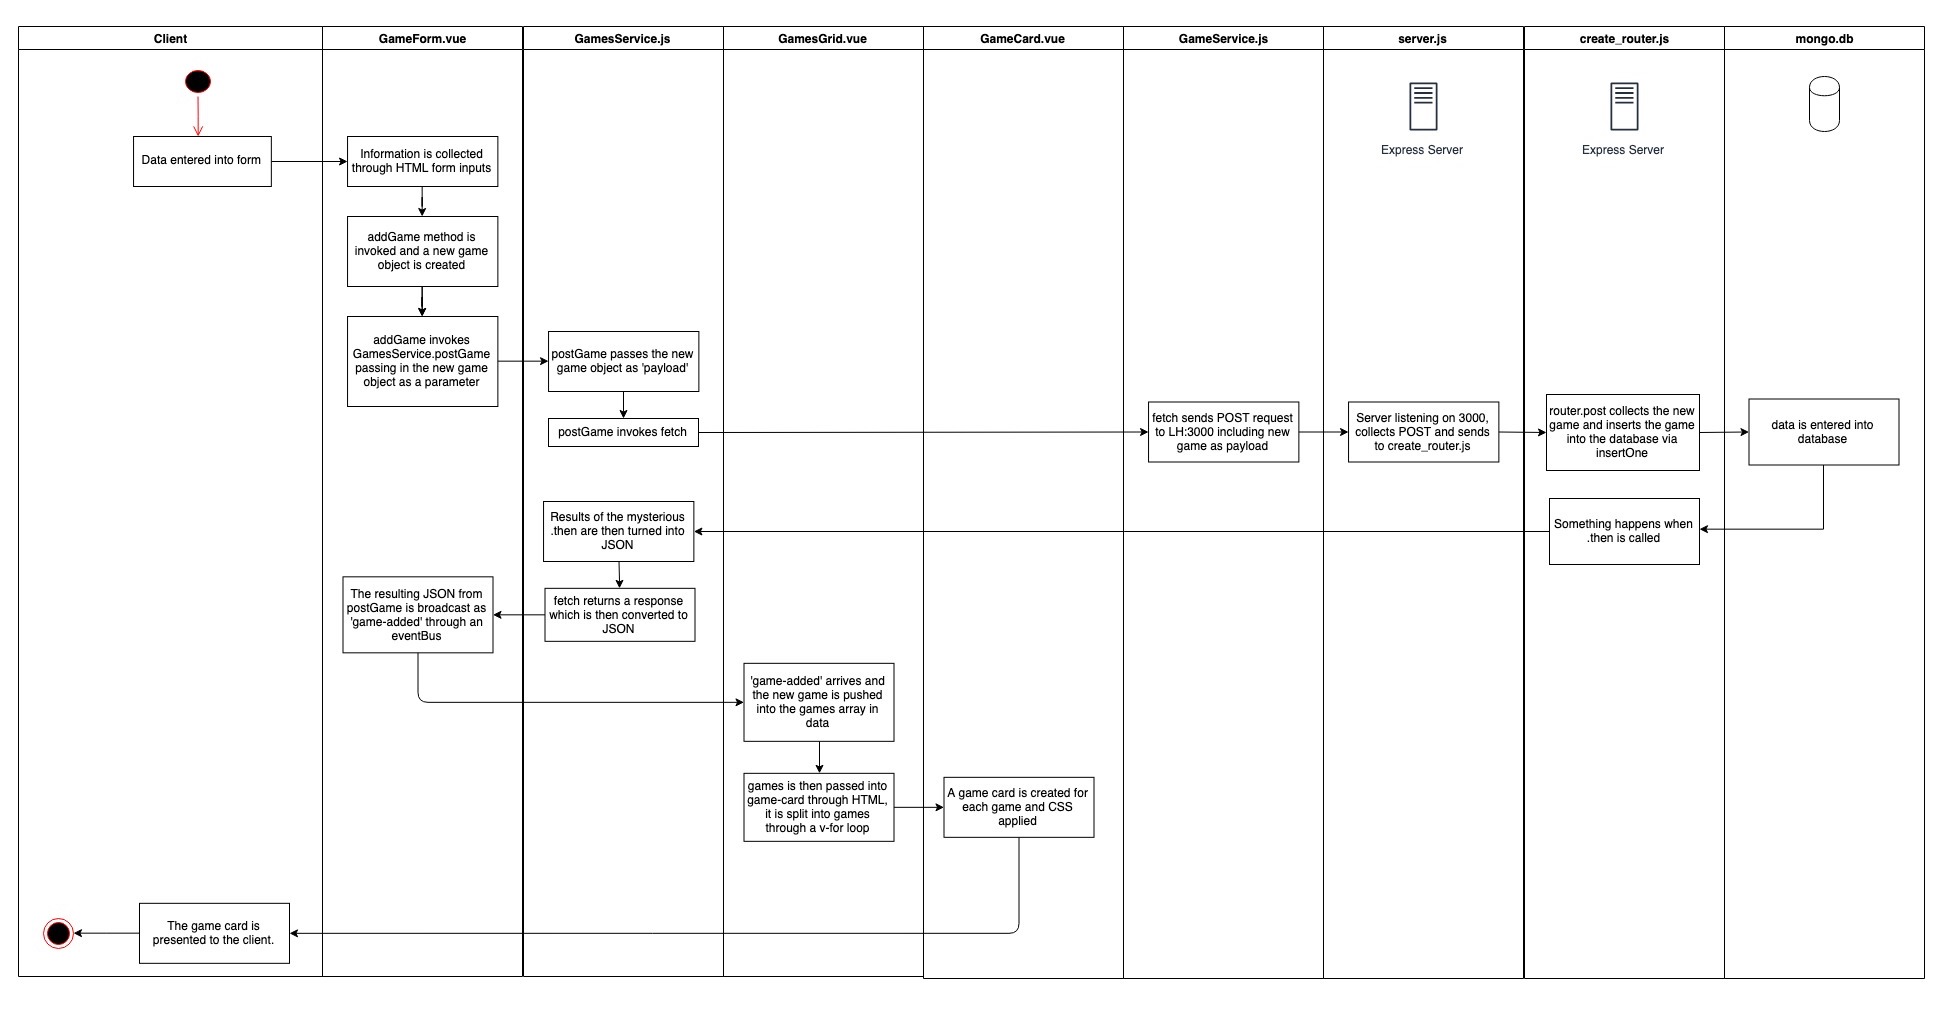 Client
GameForm.vue
GamesService.js
GamesGrid.vue
GameCard.vue
GameService.js
server.js
create_router.js
mongo.db
Express Server
Express Server
Data entered into form
Information is collected
through HTML form inputs
addGame method is
invoked and a new game
object is created
addGame invokes
GamesService.postGame
passing in the new game
object as a parameter
postGame passes the new
game object as 'payload'
postGame invokes fetch
fetch sends POST request
to LH:3000 including new
game as payload
Server listening on 3000,
collects POST and sends
to create_router.js
router.post collects the new
game and inserts the game
into the database via
insertOne
data is entered into
database
Something happens when
.then is called
Results of the mysterious
.then are then turned into
JSON
fetch returns a response
which is then converted to
JSON
The resulting JSON from
postGame is broadcast as
'game-added' through an
eventBus
'game-added' arrives and
the new game is pushed
into the games array in
data
games is then passed into
game-card through HTML,
it is split into games
through a v-for loop
A game card is created for
each game and CSS
applied
The game card is
presented to the client.